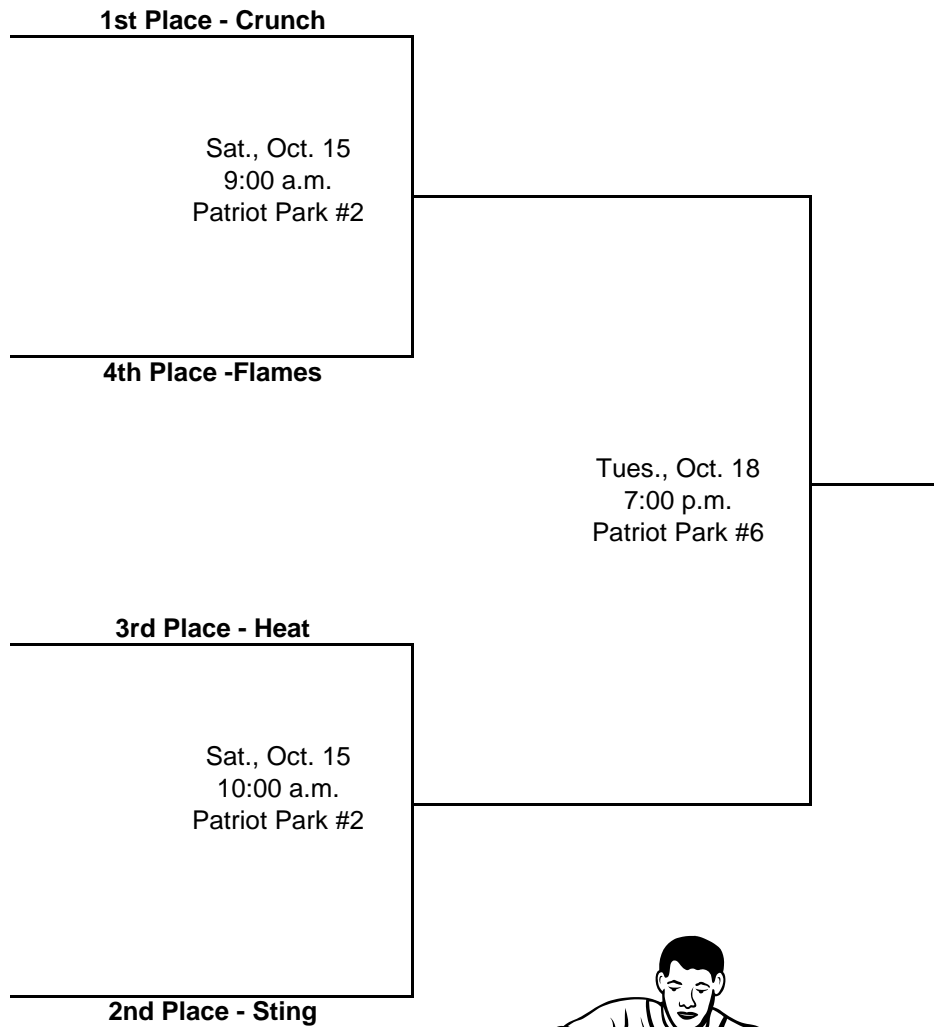 1st Place - Crunch
Sat., Oct. 15
9:00 a.m.
Patriot Park #2
4th Place -Flames
Tues., Oct. 18
7:00 p.m.
Patriot Park #6
3rd Place - Heat
Sat., Oct. 15
10:00 a.m.
Patriot Park #2
2nd Place - Sting